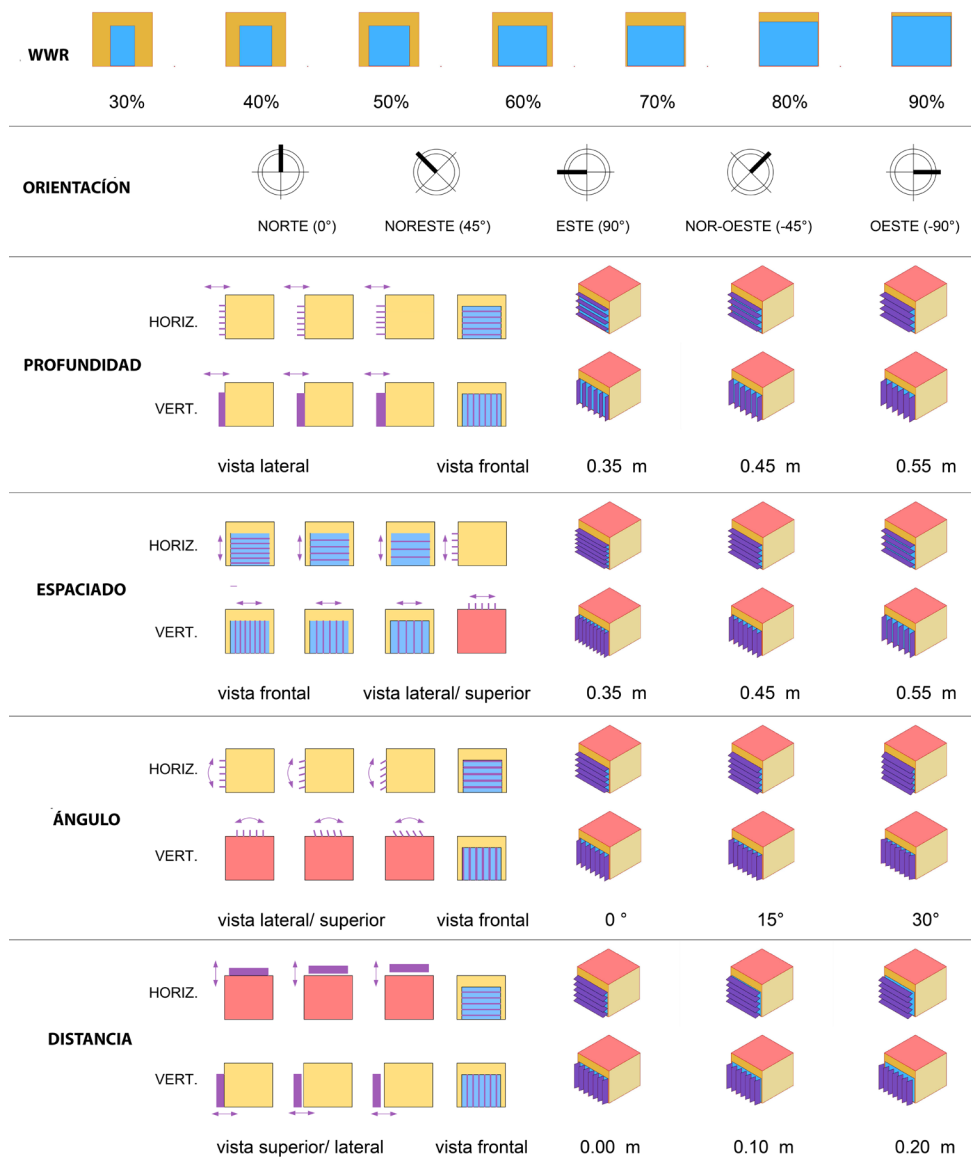 WWR
30% 40% 50% 60% 70% 80% 90%
ORIENTACÍON
NORTE (0°) NORESTE (45°) ESTE (90°) NOR-OESTE (-45°) OESTE (-90°)
HORIZ.
PROFUNDIDAD
VERT.
vista lateral vista frontal 0.35 m 0.45 m 0.55 m
HORIZ.
ESPACIADO
VERT.
vista frontal vista lateral/ superior 0.35 m 0.45 m 0.55 m
HORIZ.
ÁNGULO
VERT.
vista lateral/ superior vista frontal 0 ° 15° 30°
HORIZ.
DISTANCIA
VERT.
vista superior/ lateral vista frontal 0.00 m 0.10 m 0.20 m